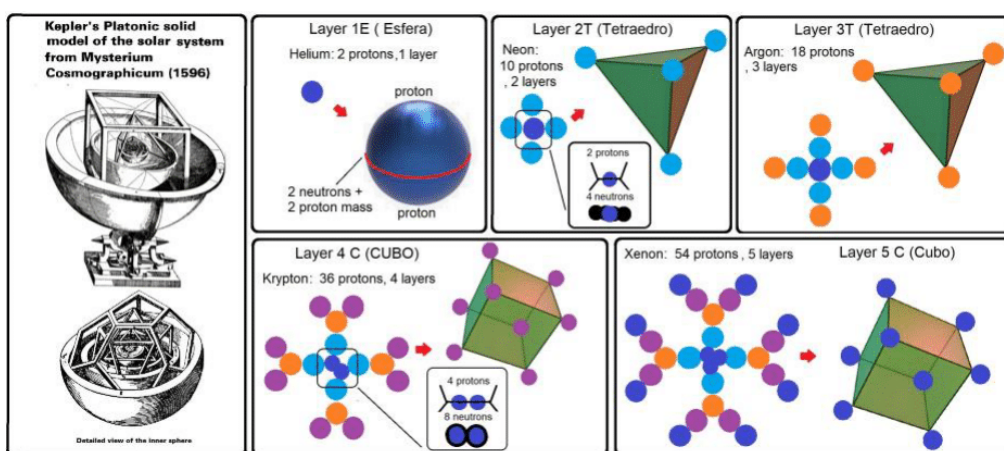 Kepler's Platonic solid
model of the solar system
from Mysterium
Cosmographicum (1596)
Detailed view of the inner sphere
Layer 1E ( Esfera)
Helium: 2 protons,1 layer
proton
2 neutrons +
2 proton mass
proton
Layer 2T (Tetraedro)
Neon:
10 protons
, 2 layers
2 protons
4 neutrons
Layer 3T (Tetraedro)
Argon: 18 protons
, 3 layers
Layer 4 C (CUBO)
Krypton: 36 protons, 4 layers
4 protons
8 neutrons
Xenon: 54 protons , 5 layers
Layer 5 C (Cubo)